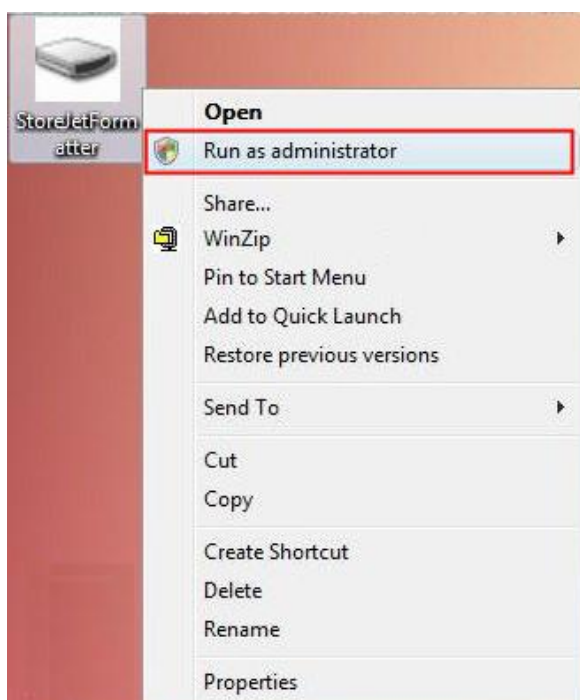 StoreJetForm
atter
Open
Run as administrator
Share...
WinZip
Pin to Start Menu
Add to Quick Launch
Restore previous versions
Send To
Cut
Copy
Create Shortcut
Delete
Rename
Properties